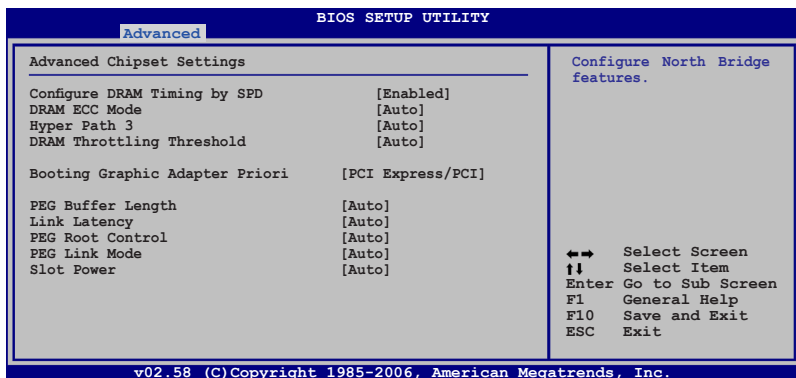 BIOS SETUP UTILITY
Advanced
Advanced Chipset Settings
Configure DRAM Timing by SPD [Enabled]
DRAM ECC Mode [Auto]
Hyper Path 3 [Auto]
DRAM Throttling Threshold [Auto]
Booting Graphic Adapter Priori [PCI Express/PCI]
PEG Buffer Length [Auto]
Link Latency [Auto]
PEG Root Control [Auto]
PEG Link Mode [Auto]
Slot Power [Auto]
Configure North Bridge
features.
←→ Select Screen
↑↓ Select Item
Enter Go to Sub Screen
F1 General Help
F10 Save and Exit
ESC Exit
v02.58 (C)Copyright 1985-2006, American Megatrends, Inc.